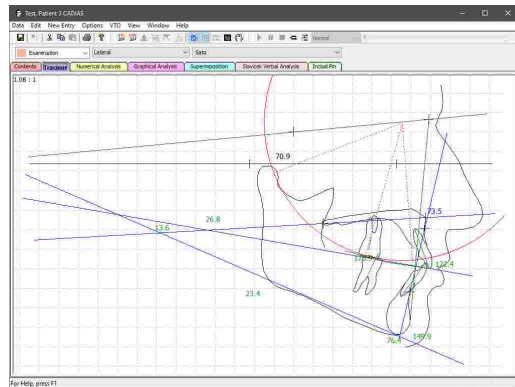 Test, Patient 3 CADIAS
Data Edit New Entry Options VTO View Window Help
Normal
Examination Lateral Sato
Contents Tracings Numerical Analysis Graphical Analysis Superimposition Slavicek Verbal Analysis Incisal Pin
1.08 : 1
70.9
73.5
26.8
13.6
122.4
23.4
76.4 149.9
For Help, press F1